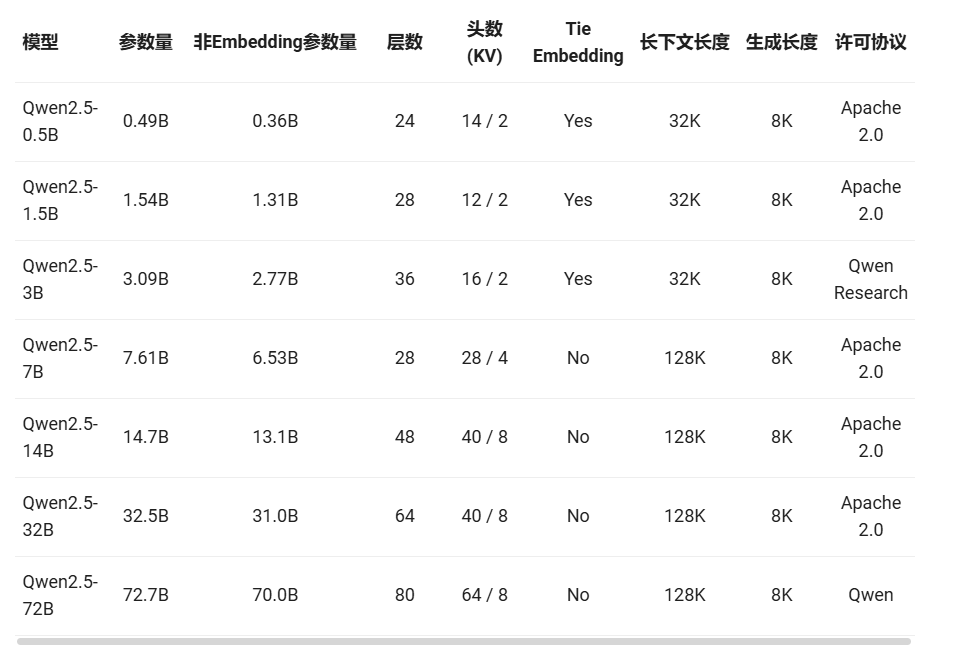 模型 参数量 非Embedding参数量 层数 头数 (KV) Tie Embedding 长下文长度 生成长度 许可协议
Qwen2.5-0.5B 0.49B 0.36B 24 14 / 2 Yes 32K 8K Apache 2.0
Qwen2.5-1.5B 1.54B 1.31B 28 12 / 2 Yes 32K 8K Apache 2.0
Qwen2.5-3B 3.09B 2.77B 36 16 / 2 Yes 32K 8K Qwen Research
Qwen2.5-7B 7.61B 6.53B 28 28 / 4 No 128K 8K Apache 2.0
Qwen2.5-14B 14.7B 13.1B 48 40 / 8 No 128K 8K Apache 2.0
Qwen2.5-32B 32.5B 31.0B 64 40 / 8 No 128K 8K Apache 2.0
Qwen2.5-72B 72.7B 70.0B 80 64 / 8 No 128K 8K Qwen